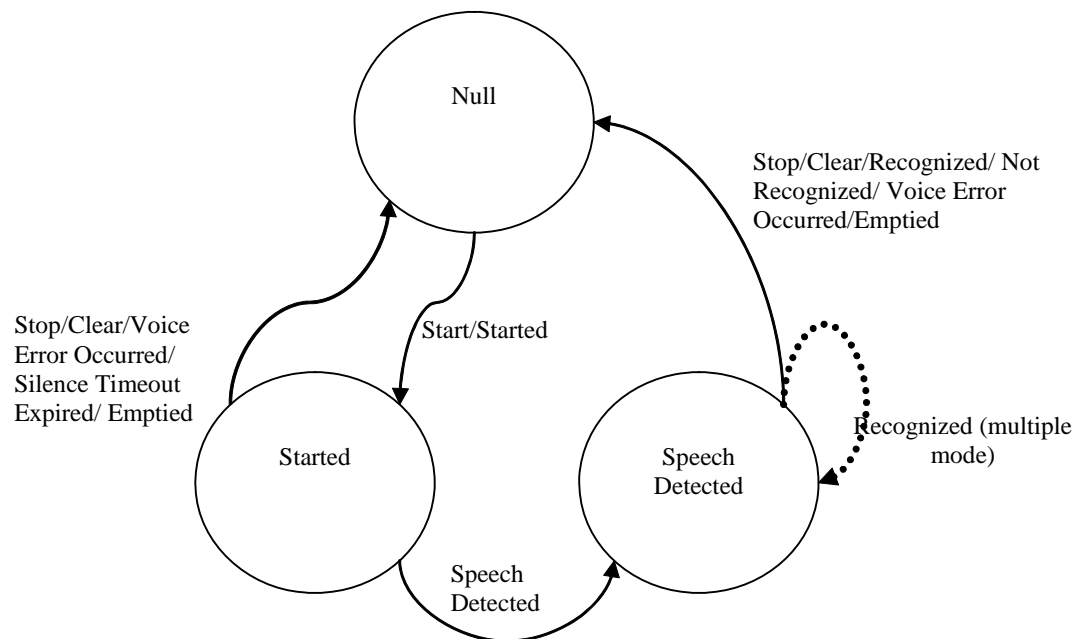 Null
Stop/Clear/Recognized/ Not
Recognized/ Voice Error
Occurred/Emptied
Stop/Clear/Voice
Error Occurred/
Silence Timeout
Expired/ Emptied
Start/Started
Recognized (multiple
mode)
Started
Speech
Detected
Speech
Detected